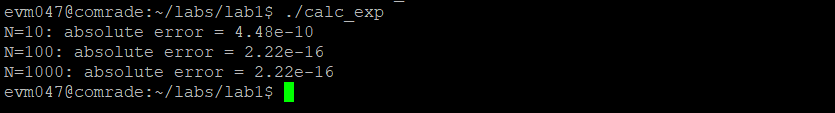 evm047@comrade:~/labs/lab1$ ./calc_exp
N=10: absolute error = 4.48e-10
N=100: absolute error = 2.22e-16
N=1000: absolute error = 2.22e-16
evm047@comrade:~/labs/lab1$